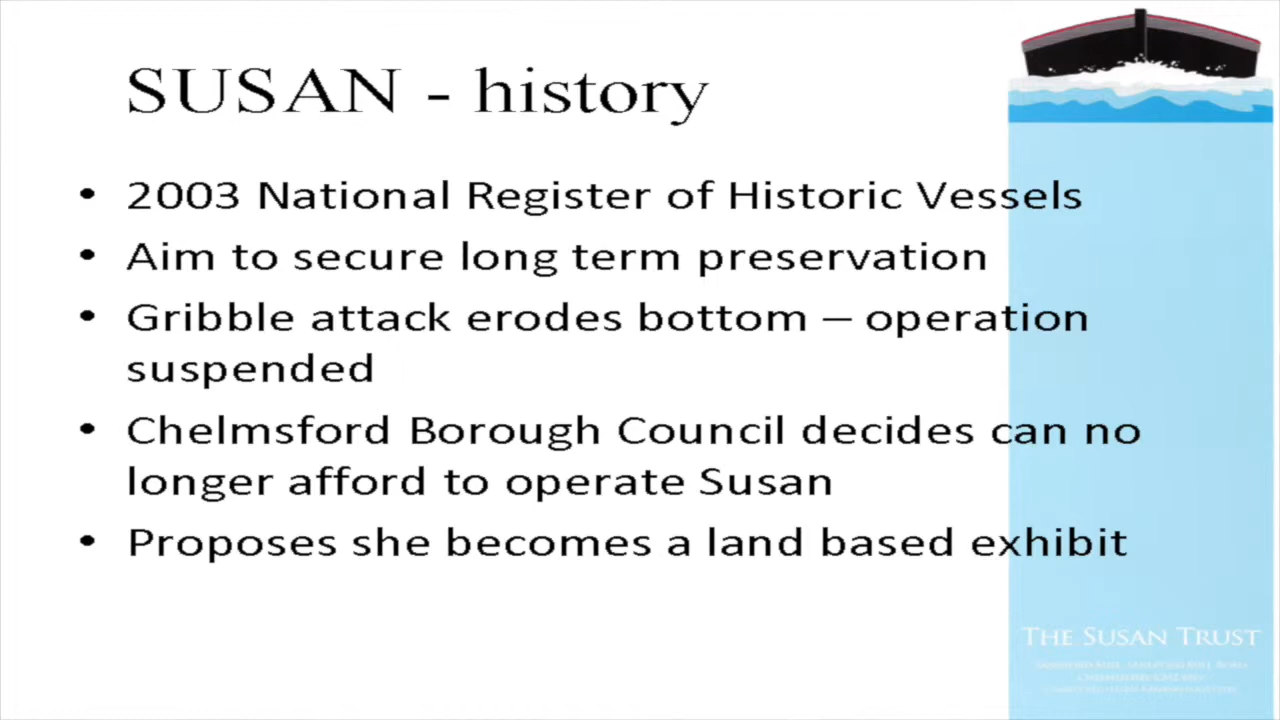 SUSAN - history
• 2003 National Register of Historic Vessels
• Aim to secure long term preservation
• Gribble attack erodes bottom – operation
suspended
• Chelmsford Borough Council decides can no
longer afford to operate Susan
• Proposes she becomes a land based exhibit
THE SUSAN TRUST